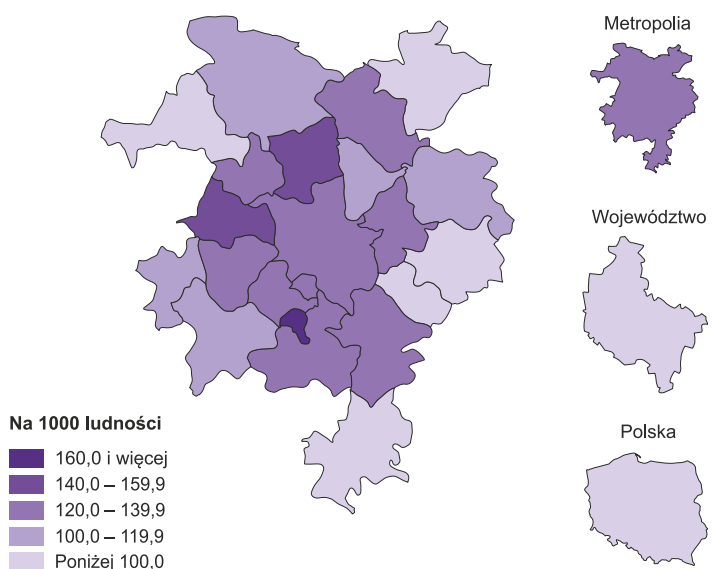 Metropolia
Województwo
Polska
Na 1000 ludności
160,0 i więcej
140,0 – 159,9
120,0 – 139,9
100,0 – 119,9
Poniżej 100,0